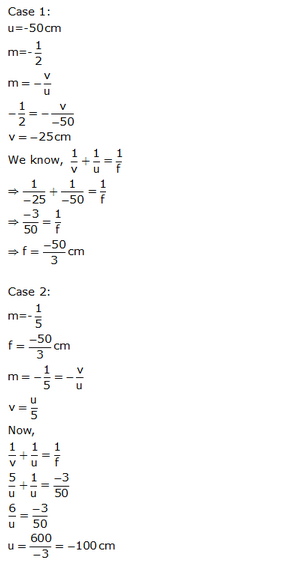 Case 1:
u=-50cm
m=-1/2
m = -v/u
-1/2 = -v/-50
v = -25cm
We know, 1/v + 1/u = 1/f
⇒ 1/-25 + 1/-50 = 1/f
⇒ -3/50 = 1/f
⇒ f = -50/3 cm
Case 2:
m=-1/5
f = -50/3 cm
m = -1/5 = -v/u
v = u/5
Now,
1/v + 1/u = 1/f
5/u + 1/u = -3/50
6/u = -3/50
u = 600/-3 = -100cm